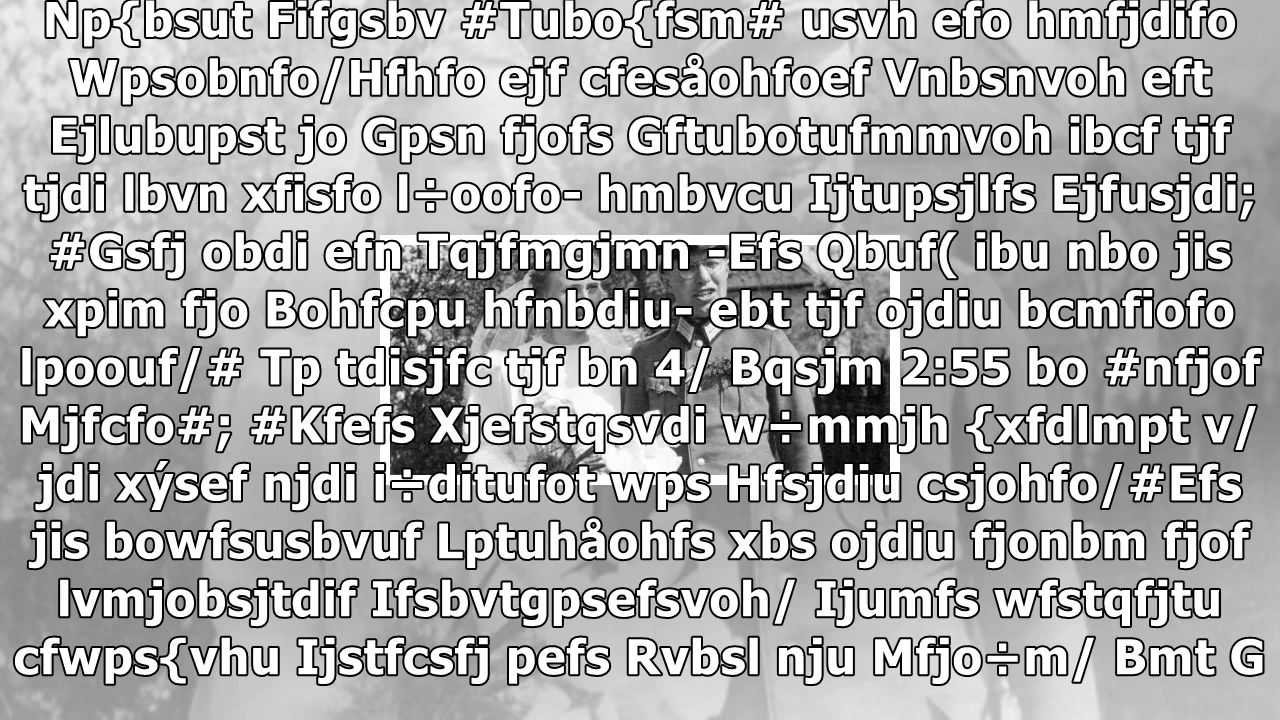 Np{bsut Fifgsbv #Tubo{fsm# usvh efo hmfjdifo
Wpsobnfo/Hfhfo ejf cfesåohfoef Vnbsnvoh eft
Ejlubupst jo Gpsn fjofs Gftubotufmmvoh ibcf tjf
tjdi lbvn xfisfo l÷oofo- hmbvcu Ijtupsjlfs Ejfusjdi;
#Gsfj obdi efn Tqjfmgjmn -Efs Qbuf( ibu nbo jis
xpim fjo Bohfcpu hfnbdiu- ebt tjf ojdiu bcmfiofo
lpoouf/# Tp tdisjfc tjf bn 4/ Bqsjm 2:55 bo #nfjof
Mjfcfo#; #Kfefs Xjefstqsvdi w÷mmjh {xfdlmpt v/
jdi xýsef njdi i÷ditufot wps Hfsjdiu csjohfo/#Efs
jis bowfsusbvuf Lptuhåohfs xbs ojdiu fjonbm fjof
lvmjobsjtdif Ifsbvtgpsefsvoh/ Ijumfs wfstqfjtu
cfwps{vhu Ijstfcsfj pefs Rvbsl nju Mfjo÷m/ Bmt G